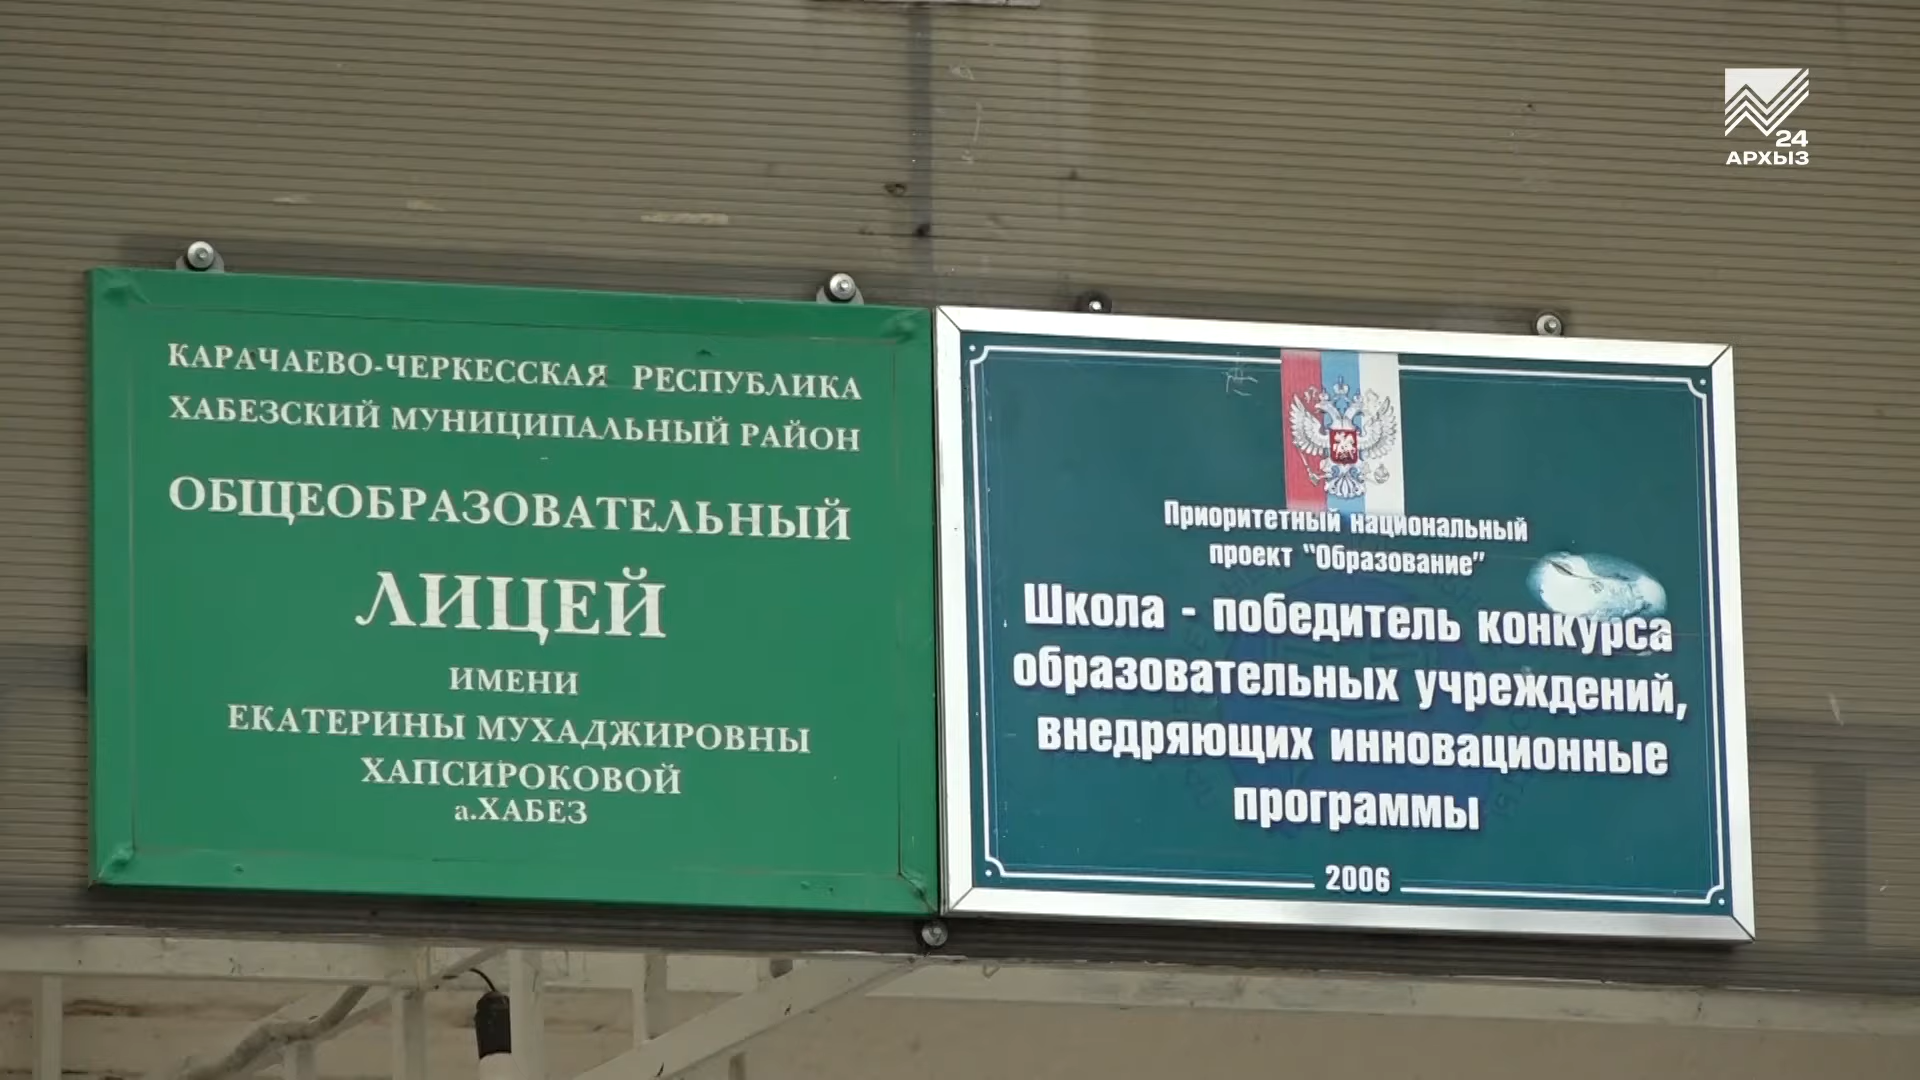 24
АРХЫЗ
КАРАЧАЕВО-ЧЕРКЕССКАЯ РЕСПУБЛИКА
ХАБЕЗСКИЙ МУНИЦИПАЛЬНЫЙ РАЙОН
ОБЩЕОБРАЗОВАТЕЛЬНЫЙ
ЛИЦЕЙ
ИМЕНИ
ЕКАТЕРИНЫ МУХАДЖИРОВНЫ
ХАПСИРОКОВОЙ
а.ХАБЕЗ
Приоритетный национальный
проект "Образование"
Школа - победитель конкурса
образовательных учреждений,
внедряющих инновационные
программы
2006